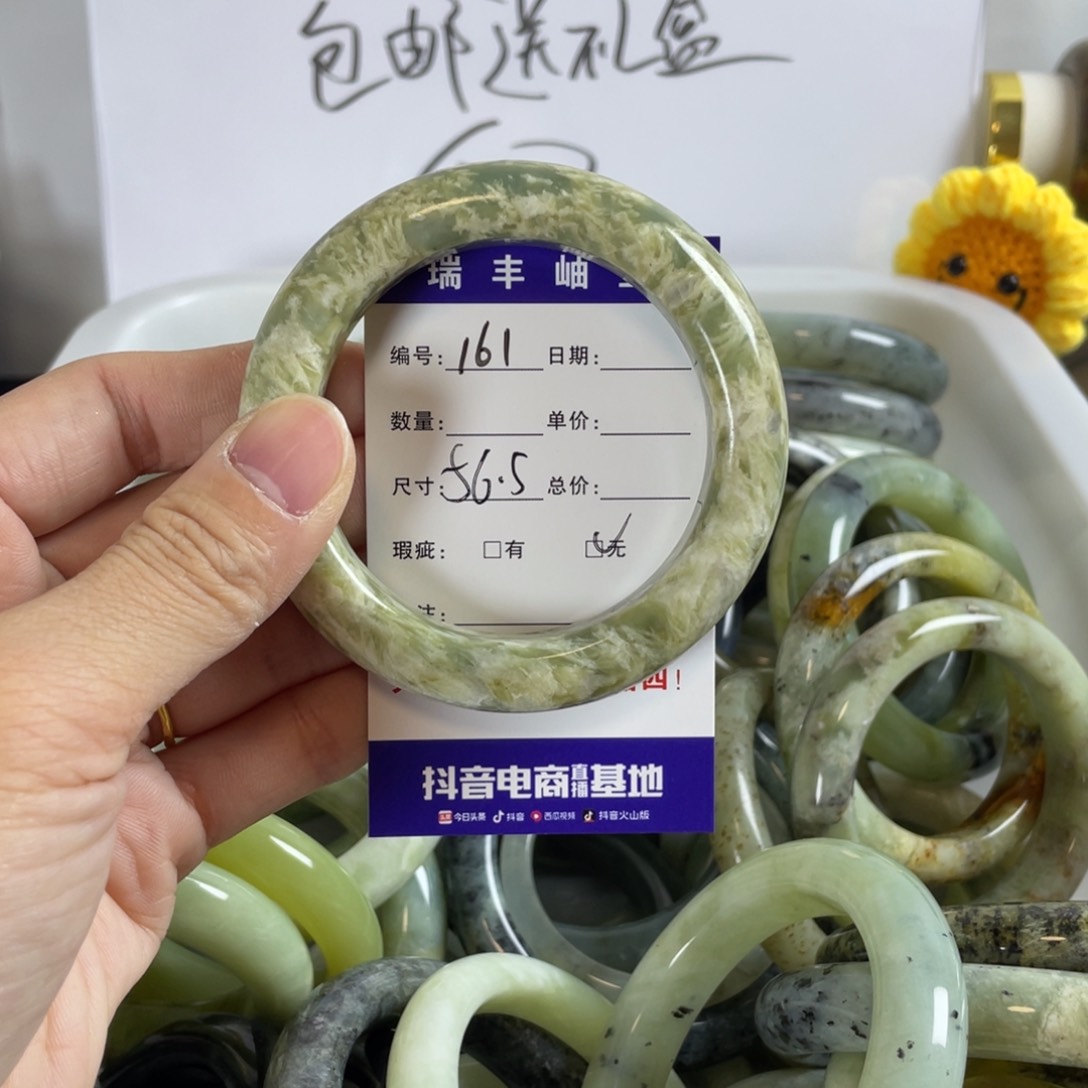 包邮送礼盒
瑞丰岫
编号: 161 日期:
数量: 单价:
尺寸: 56.5 总价:
瑕疵: □有 ☑无
抖音电商直播基地
今日头条 抖音 西瓜视频 抖音火山版